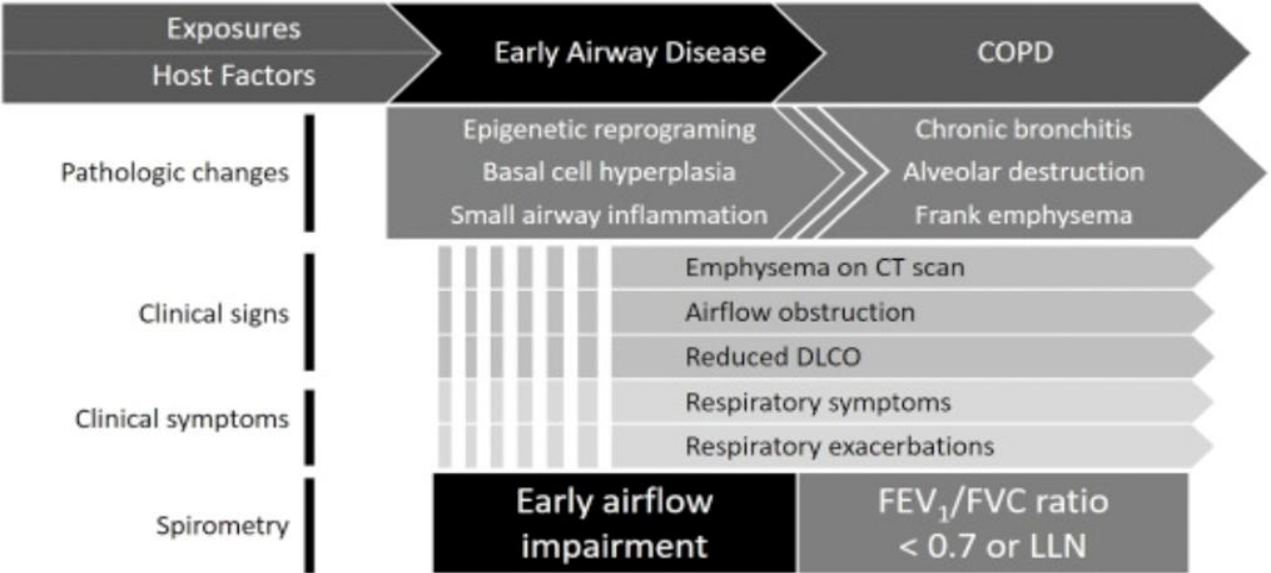 Exposures
Host Factors
Early Airway Disease
COPD
Pathologic changes
Epigenetic reprograming
Basal cell hyperplasia
Small airway inflammation
Chronic bronchitis
Alveolar destruction
Frank emphysema
Clinical signs
Emphysema on CT scan
Airflow obstruction
Reduced DLCO
Clinical symptoms
Respiratory symptoms
Respiratory exacerbations
Spirometry
Early airflow
impairment
FEV₁/FVC ratio
< 0.7 or LLN